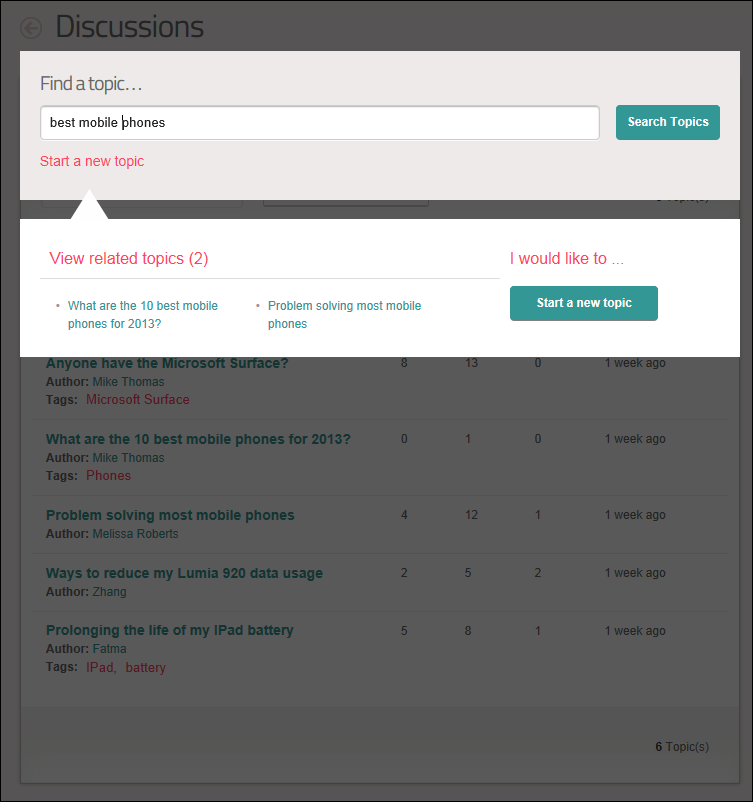 Discussions
Find a topic...
best mobile phones
Search Topics
Start a new topic
Topic(s)
View related topics (2)
I would like to ...
• What are the 10 best mobile phones for 2013?
• Problem solving most mobile phones
Start a new topic
Anyone have the Microsoft Surface? 8 13 0 1 week ago
Author: Mike Thomas
Tags: Microsoft Surface
What are the 10 best mobile phones for 2013? 0 1 0 1 week ago
Author: Mike Thomas
Tags: Phones
Problem solving most mobile phones 4 12 1 1 week ago
Author: Melissa Roberts
Ways to reduce my Lumia 920 data usage 2 5 2 1 week ago
Author: Zhang
Prolonging the life of my IPad battery 5 8 1 1 week ago
Author: Fatma
Tags: IPad, battery
6 Topic(s)